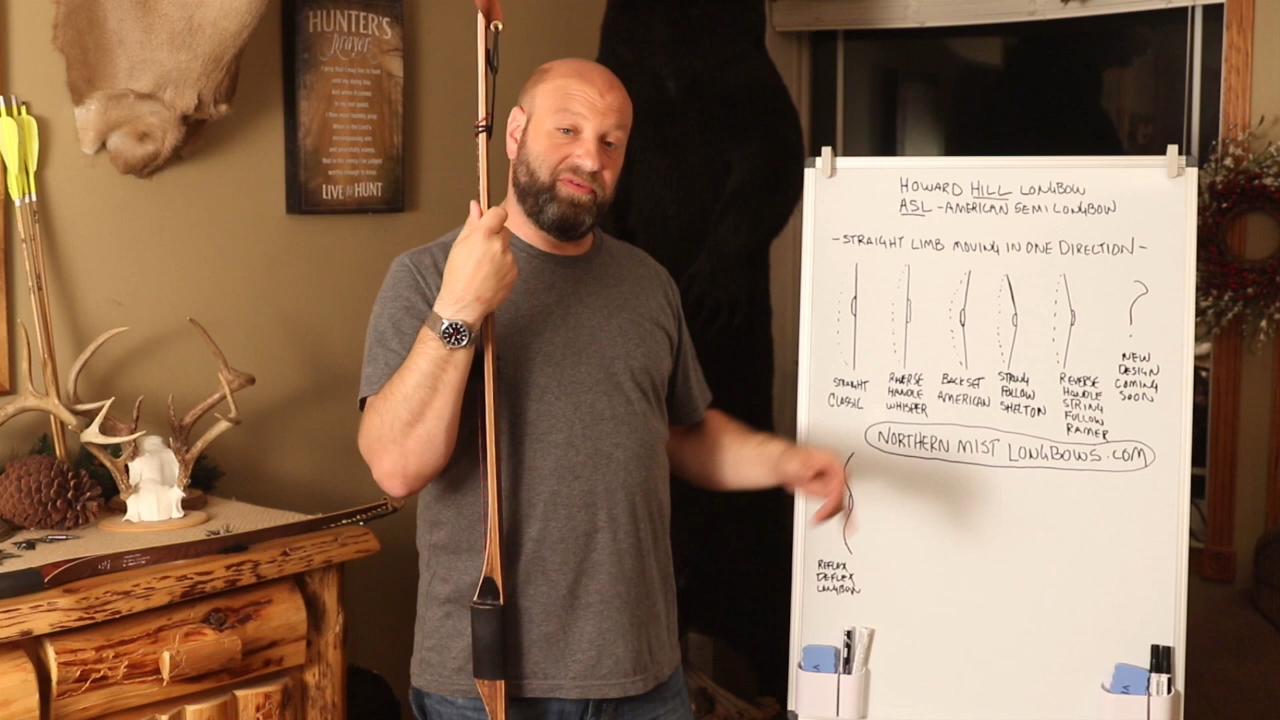 HUNTER'S
Prayer
LIVE to HUNT
HOWARD HILL LONGBOW
ASL - AMERICAN SEMI LONGBOW
- STRAIGHT LIMB MOVING IN ONE DIRECTION -
STRAIGHT
CLASSIC
REVERSE
HANDLE
WHISPER
BACKSET
AMERICAN
STRING
FOLLOW
SHELTON
REVERSE
HANDLE
STRING
FOLLOW
RAMER
?
NEW
DESIGN
COMING
SOON
NORTHERN MIST LONGBOWS.COM
REFLEX
DEFLEX
LONGBOW